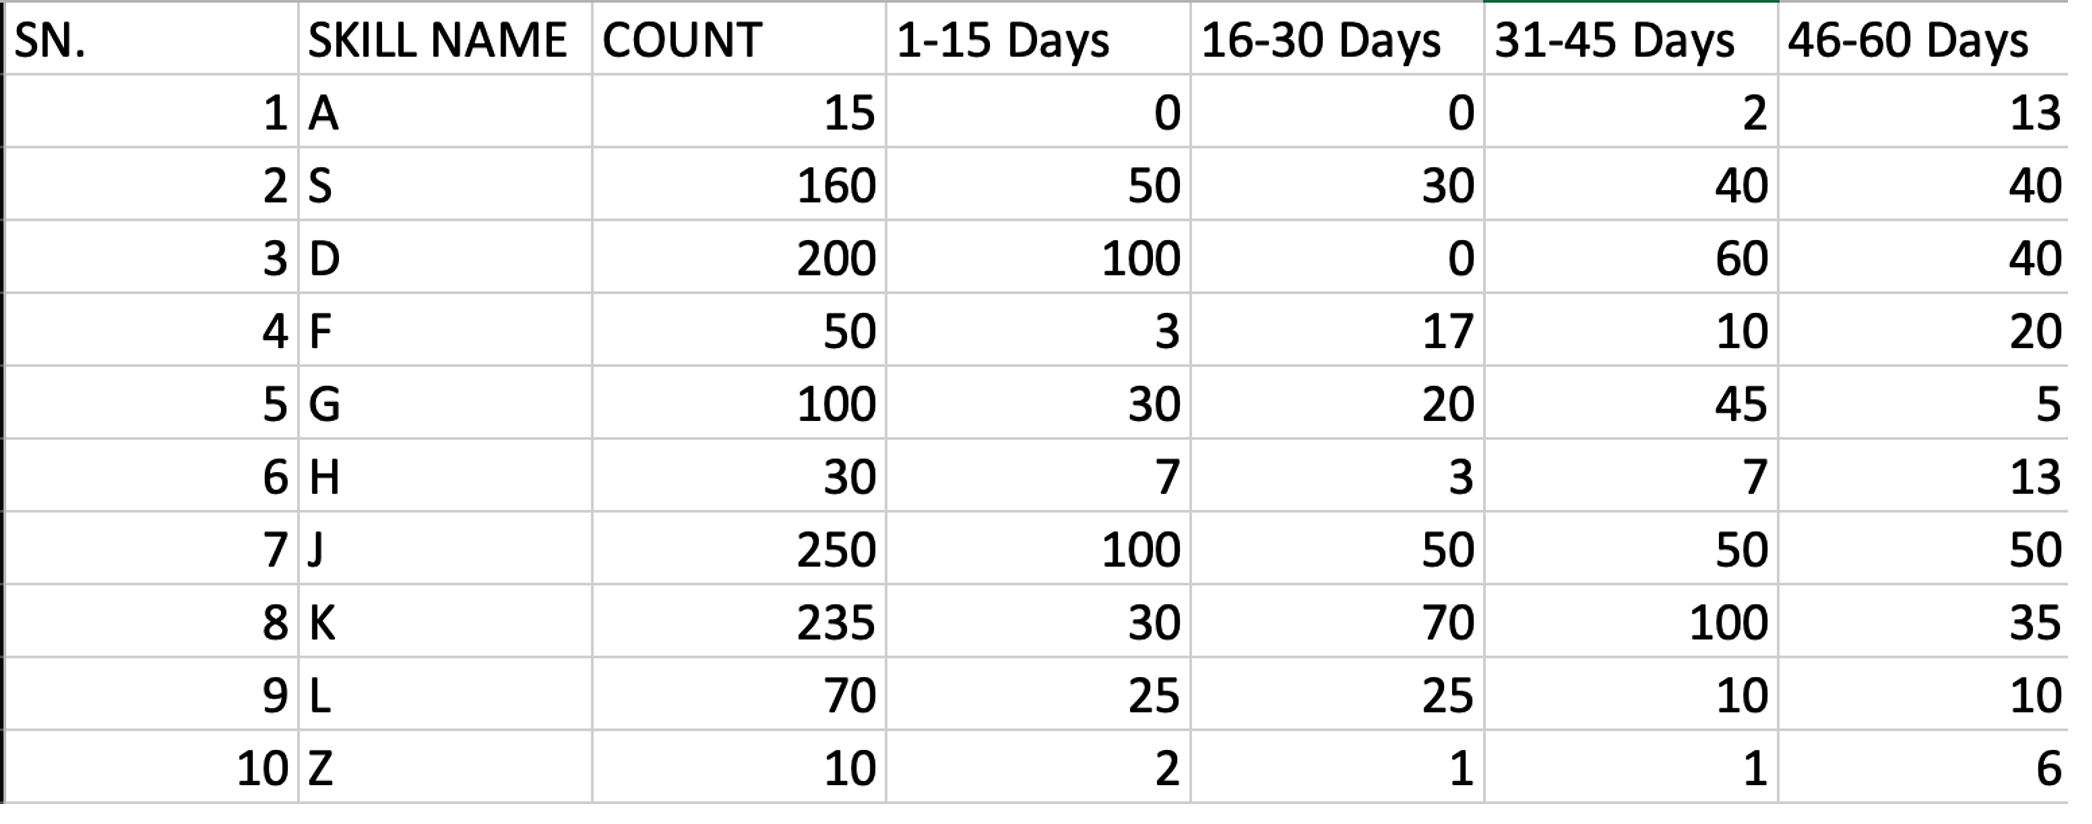 SN. SKILL NAME COUNT 1-15 Days 16-30 Days 31-45 Days 46-60 Days
1 A 15 0 0 2 13
2 S 160 50 30 40 40
3 D 200 100 0 60 40
4 F 50 3 17 10 20
5 G 100 30 20 45 5
6 H 30 7 3 7 13
7 J 250 100 50 50 50
8 K 235 30 70 100 35
9 L 70 25 25 10 10
10 Z 10 2 1 1 6